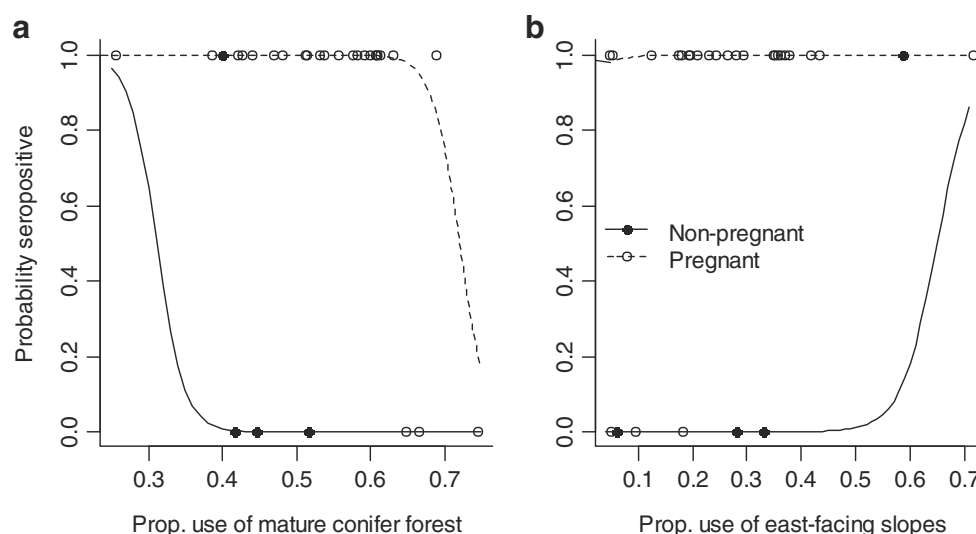 a
b
Probability seropositive
1.0
0.8
0.6
0.4
0.2
0.0
0.3 0.4 0.5 0.6 0.7
Prop. use of mature conifer forest
1.0
0.8
0.6
0.4
0.2
0.0
Non-pregnant
Pregnant
0.1 0.2 0.3 0.4 0.5 0.6 0.7
Prop. use of east-facing slopes